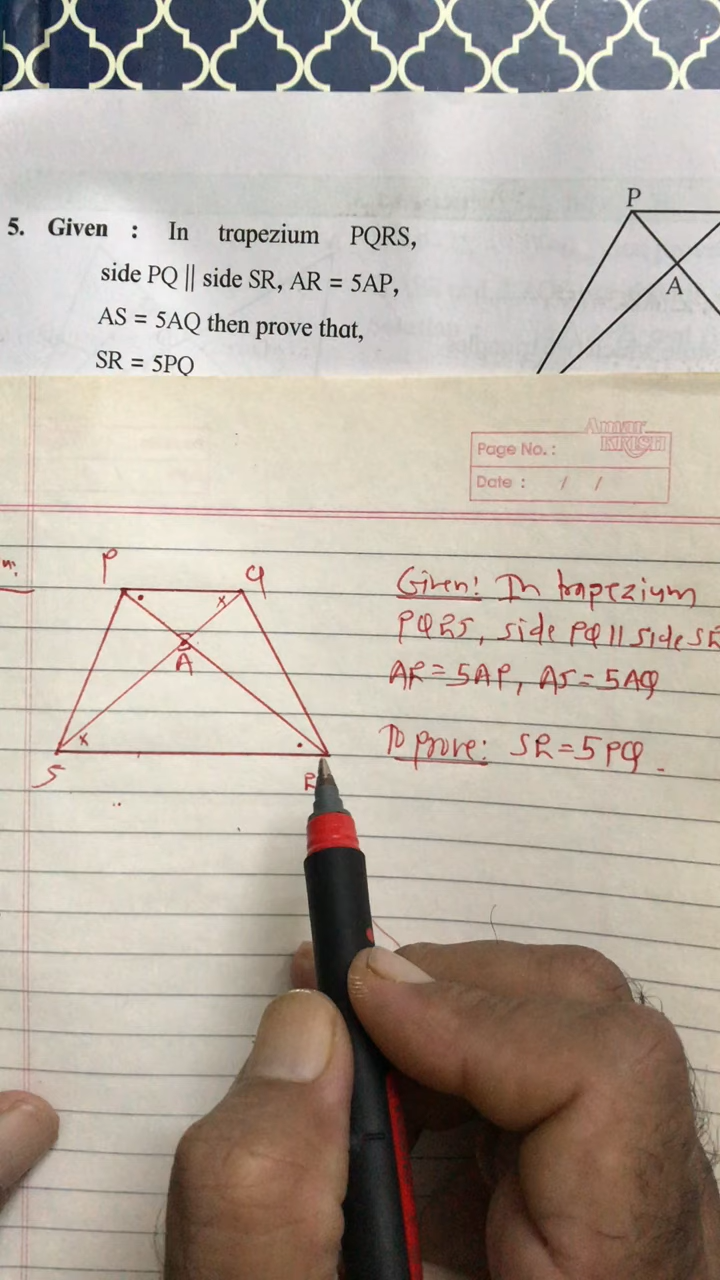 P
5. Given : In trapezium PQRS,
side PQ || side SR, AR = 5AP,
A
AS = 5AQ then prove that,
SR = 5PQ
Page No.:
Date : / /
P Q
Given: In trapezium
x
PQRS, side PQ || side SR
A
AR = 5AP, AS = 5AQ
x
To prove: SR = 5PQ.
S R